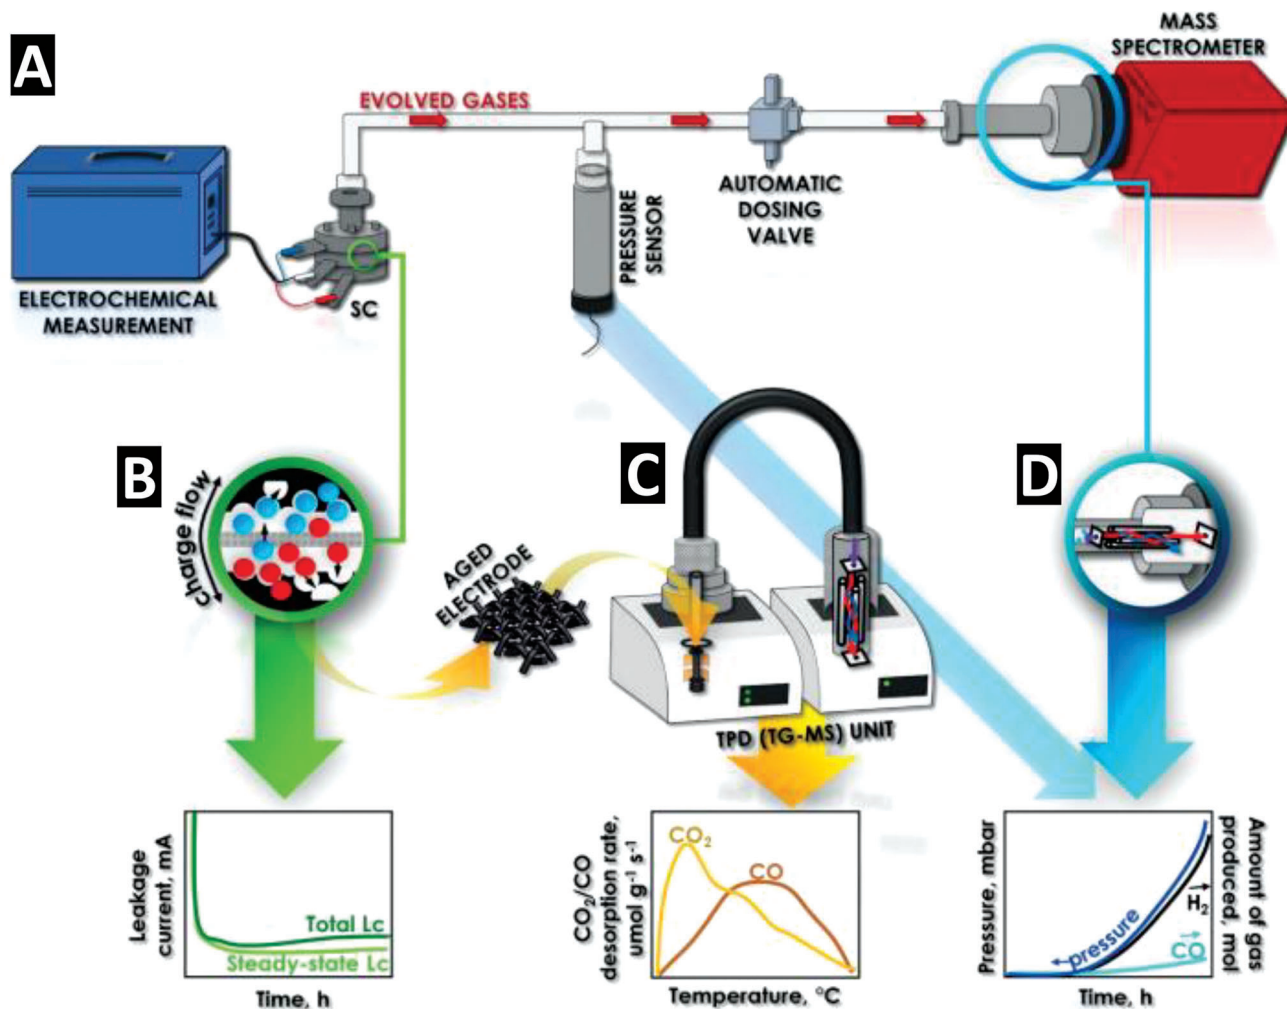 A
MASS
SPECTROMETER
EVOLVED GASES
AUTOMATIC
DOSING
VALVE
PRESSURE
SENSOR
ELECTROCHEMICAL
MEASUREMENT
SC
B
charge flow
AGED
ELECTRODE
C
D
TPD (TG-MS) UNIT
Leakage
current, mA
Total Lc
Steady-state Lc
Time, h
CO₂/CO
desorption rate,
umol g⁻¹ s⁻¹
CO₂
CO
Temperature, °C
Pressure, mbar
pressure
H₂
CO
Amount of gas
produced, mol
Time, h